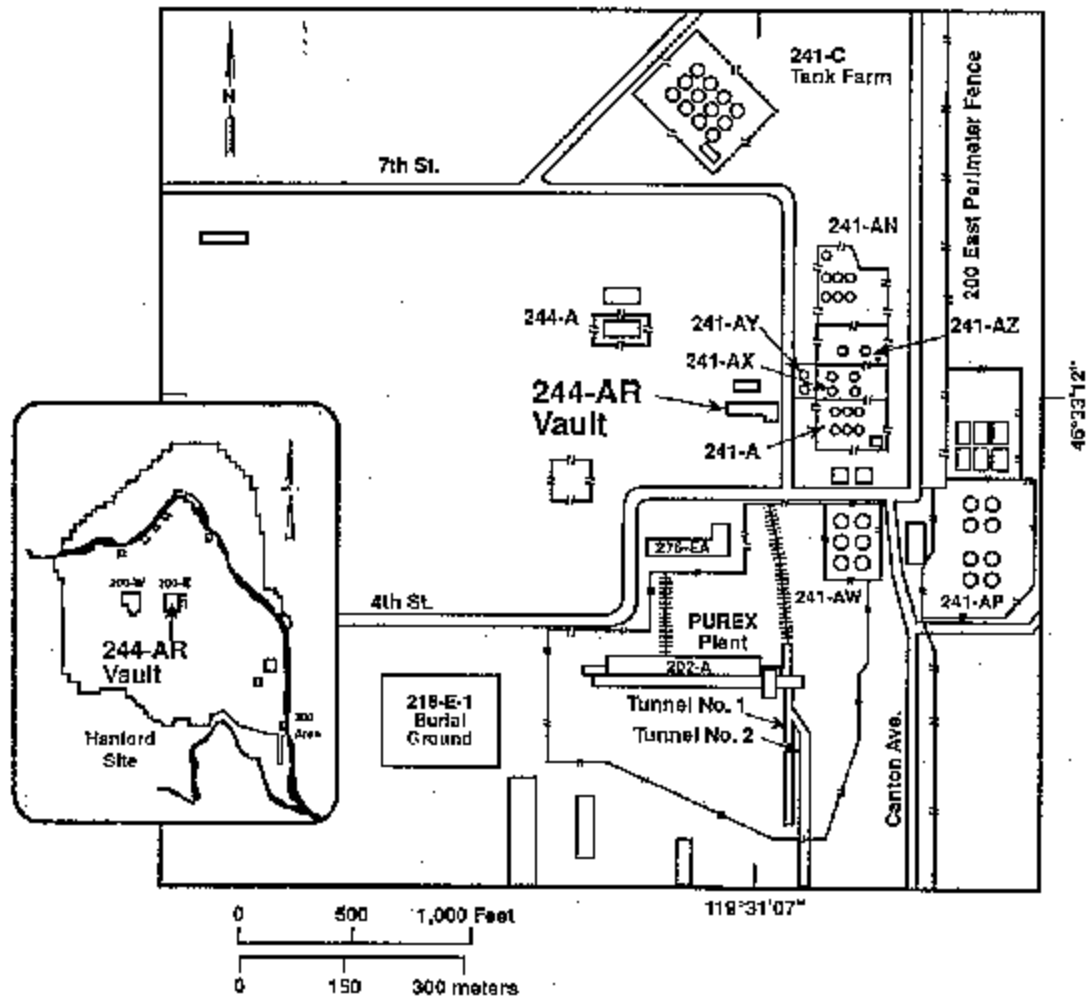 241-C
Tank Farm
N
7th St.
200 East Perimeter Fence
241-AN
244-A
241-AY
241-AZ
241-AX
244-AR
Vault
46°33'12"
241-A
200-W
200-E
276-EA
4th St.
241-AW
241-AP
PUREX
Plant
244-AR
Vault
202-A
218-E-1
Burial
Ground
Tunnel No. 1
Tunnel No. 2
300
Area
Hanford
Site
Canton Ave.
119°31'07"
0 500 1,000 Feet
0 150 300 meters